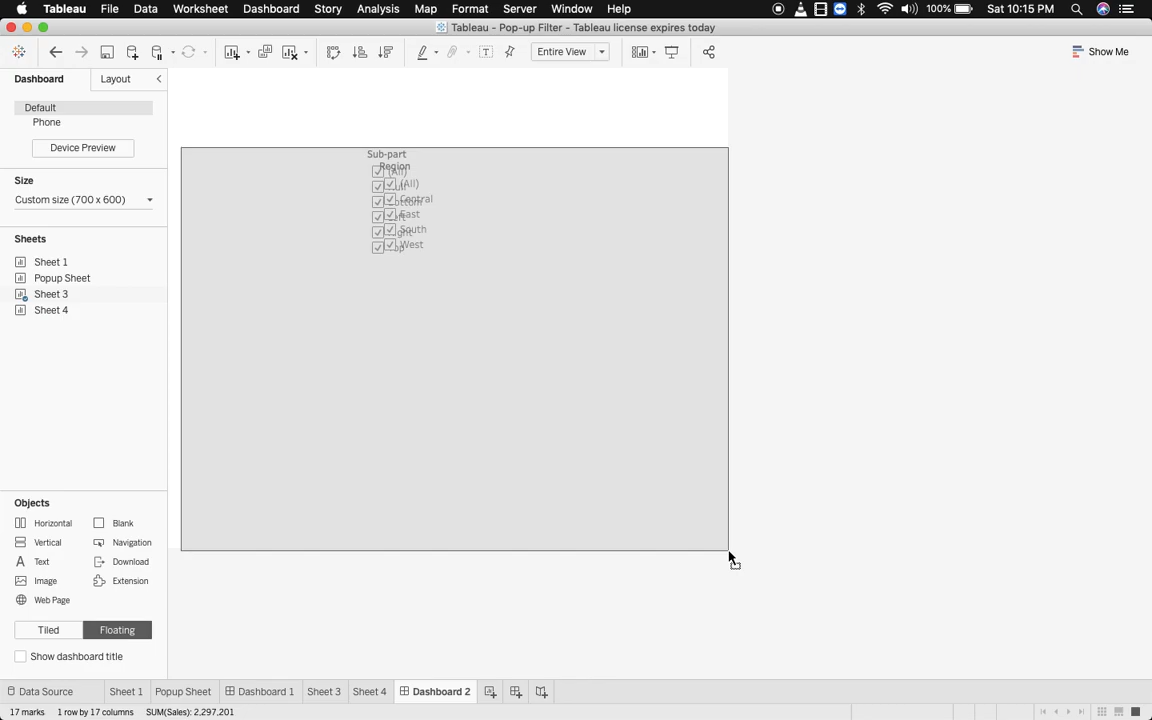 Tableau File Data Worksheet Dashboard Story Analysis Map Format Server Window Help 100% Sat 10:15 PM
Tableau - Pop-up Filter - Tableau license expires today
Entire View
Show Me
Dashboard Layout
Default
Phone
Device Preview
Size
Custom size (700 x 600)
Sheets
Sheet 1
Popup Sheet
Sheet 3
Sheet 4
Sub-part
Region
(All)
(All)
Central
Bottom
East
Left
South
Right
West
Top
Objects
Horizontal Blank
Vertical Navigation
Text Download
Image Extension
Web Page
Tiled Floating
Show dashboard title
Data Source Sheet 1 Popup Sheet Dashboard 1 Sheet 3 Sheet 4 Dashboard 2
17 marks 1 row by 17 columns SUM(Sales): 2,297,201